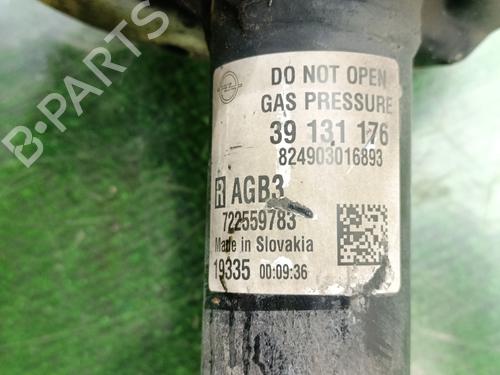 DO NOT OPEN
GAS PRESSURE
39 131 176
824903016893
R AGB3
722559783
Made in Slovakia
19335 00:09:36
B-PARTS